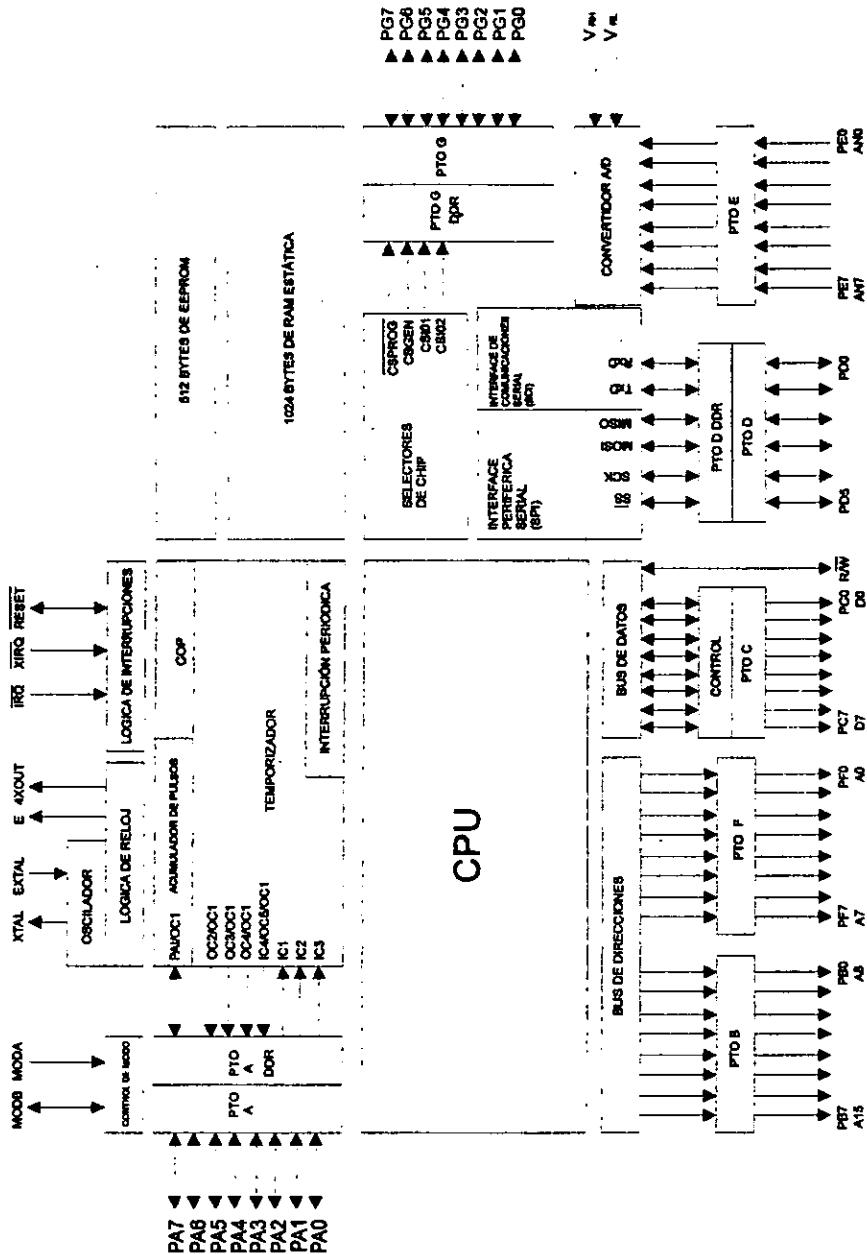 MODB MODA
XTAL EXTAL E 4XOUT
IRQ XIRQ RESET
CONTROL DE MODO
OSCILADOR
LOGICA DE RELOJ
LOGICA DE INTERRUPCIONES
PA7
PA6
PA5
PA4
PA3
PA2
PA1
PA0
PTO
A
PTO
A
DDR
PAI/OC1
ACUMULADOR DE PULSOS
COP
OC2/OC1
OC3/OC1
OC4/OC1
IC4/OC5/OC1
IC1
IC2
IC3
TEMPORIZADOR
INTERRUPCIÓN PERIÓDICA
512 BYTES DE EEPROM
1024 BYTES DE RAM ESTÁTICA
CPU
SELECTORES
DE CHIP
CSPROG
CSGEN
CSI01
CSI02
PTO G
DDR
PTO G
PG7
PG6
PG5
PG4
PG3
PG2
PG1
PG0
INTERFACE
PERIFERICA
SERIAL
(SPI)
INTERFACE DE
COMUNICACIONES
SERIAL
(SCI)
SS
SCK
MOSI
MISO
CONVERTIDOR A/D
V RH
V RL
BUS DE DIRECCIONES
BUS DE DATOS
CONTROL
PTO B
PTO F
PTO C
PTO D DDR
PTO D
PTO E
PB7 PB0
A15 A8
PF7 PF0
A7 A0
PC7 PC0
D7 D0
R/W
PD5 PD0
PE7 PE0
AN7 AN0